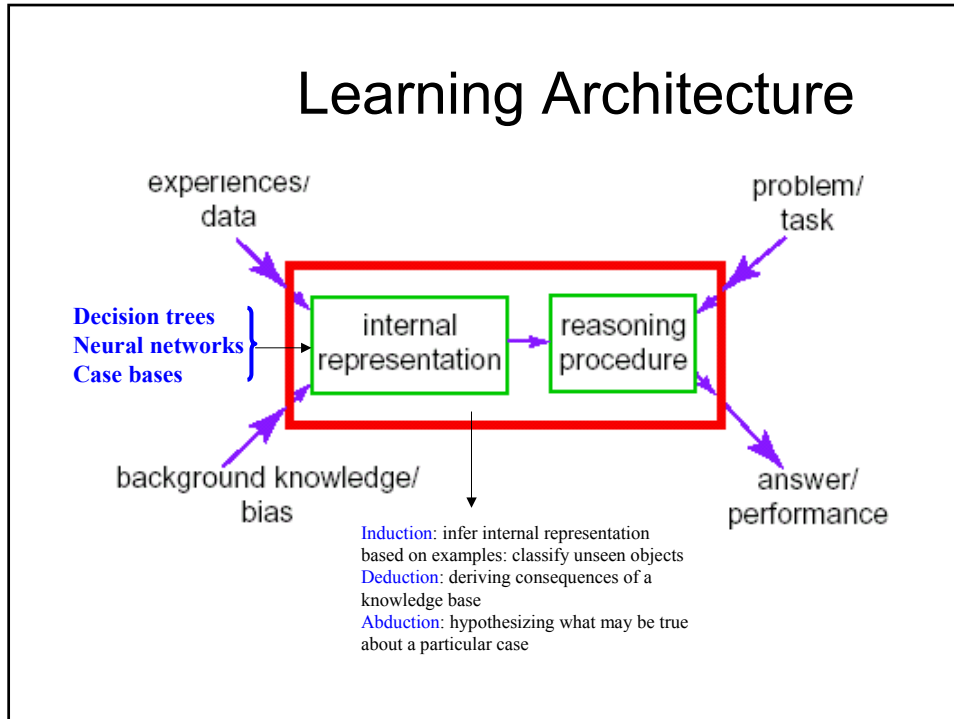 Learning Architecture
experiences/
data
problem/
task
Decision trees
Neural networks
Case bases
internal
representation
reasoning
procedure
background knowledge/
bias
answer/
performance
Induction: infer internal representation
based on examples: classify unseen objects
Deduction: deriving consequences of a
knowledge base
Abduction: hypothesizing what may be true
about a particular case